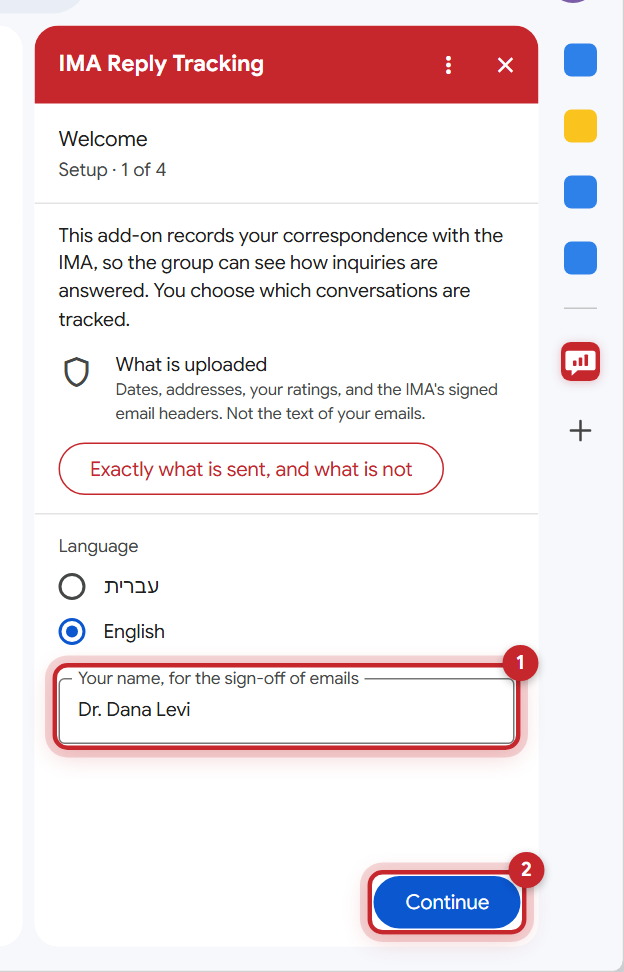 IMA Reply Tracking
Welcome
Setup · 1 of 4
This add-on records your correspondence with the
IMA, so the group can see how inquiries are
answered. You choose which conversations are
tracked.
What is uploaded
Dates, addresses, your ratings, and the IMA's signed
email headers. Not the text of your emails.
Exactly what is sent, and what is not
Language
עברית
English
1
Your name, for the sign-off of emails
Dr. Dana Levi
2
Continue